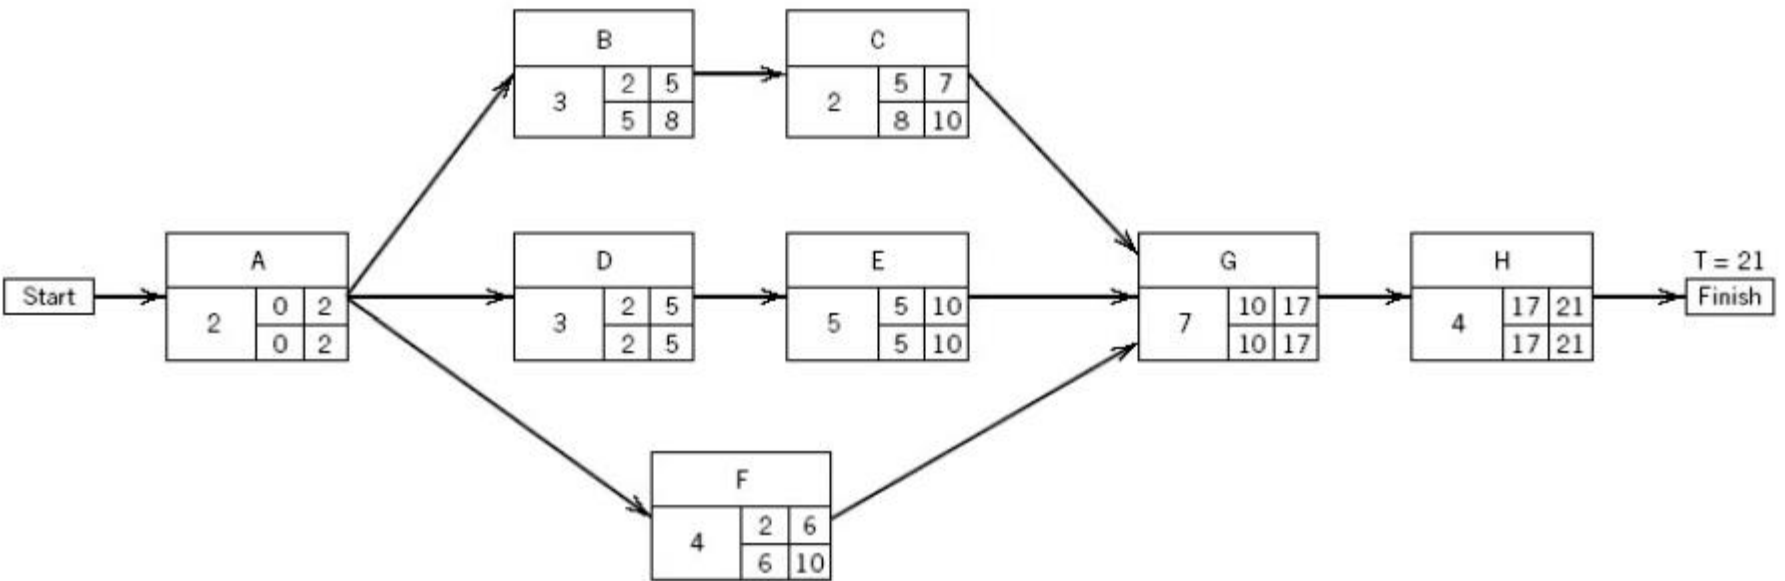 B
3 2 5
5 8
C
2 5 7
8 10
Start
A
2 0 2
0 2
D
3 2 5
2 5
E
5 5 10
5 10
G
7 10 17
10 17
H
4 17 21
17 21
T = 21
Finish
F
4 2 6
6 10